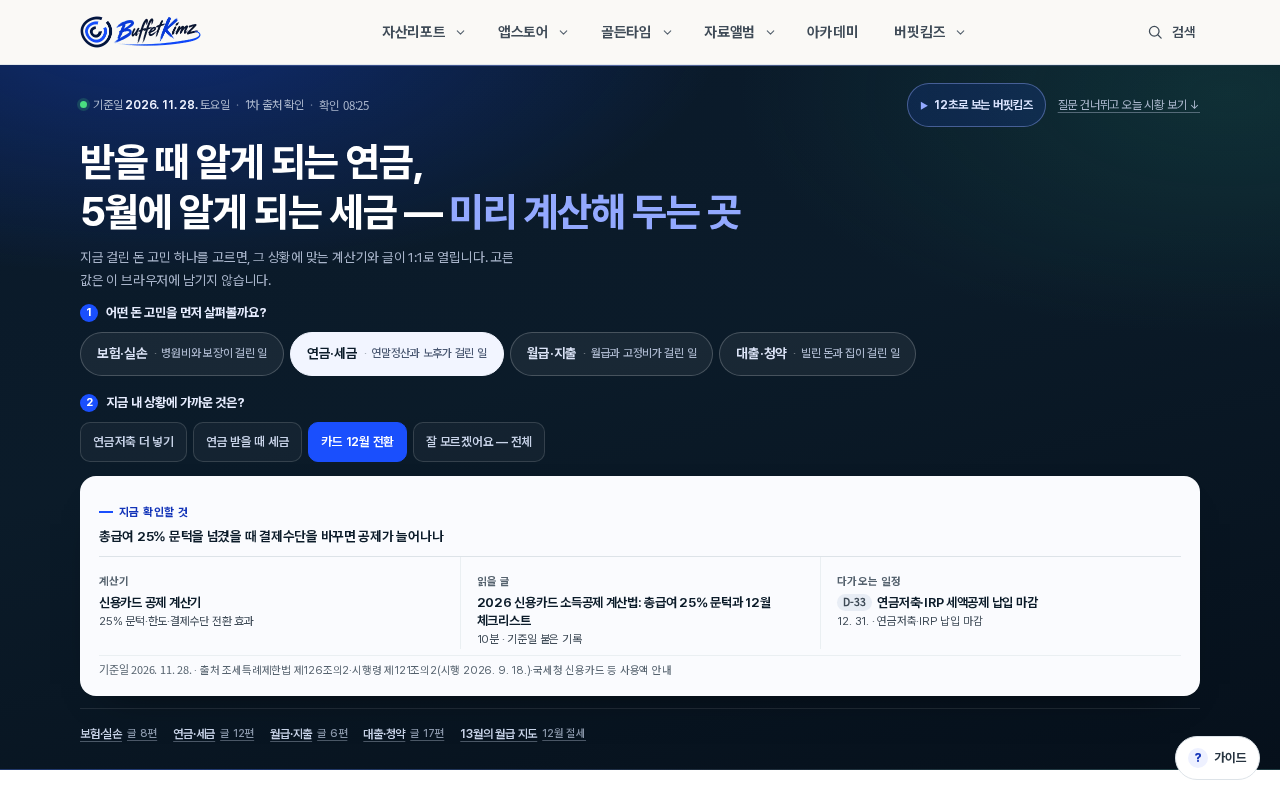 BuffetKimz
자산리포트 앱스토어 골든타임 자료앨범 아카데미 버핏킴즈 검색
기준일 2026. 11. 28. 토요일 · 1차 출처 확인 · 확인 08:25
12초로 보는 버핏킴즈 질문 건너뛰고 오늘 시황 보기 ↓
받을 때 알게 되는 연금,
5월에 알게 되는 세금 — 미리 계산해 두는 곳
지금 걸린 돈 고민 하나를 고르면, 그 상황에 맞는 계산기와 글이 1:1로 열립니다. 고른
값은 이 브라우저에 남기지 않습니다.
1 어떤 돈 고민을 먼저 살펴볼까요?
보험·실손 · 병원비와 보장이 걸린 일 연금·세금 · 연말정산과 노후가 걸린 일 월급·지출 · 월급과 고정비가 걸린 일 대출·청약 · 빌린 돈과 집이 걸린 일
2 지금 내 상황에 가까운 것은?
연금저축 더 넣기 연금 받을 때 세금 카드 12월 전환 잘 모르겠어요 — 전체
— 지금 확인할 것
총급여 25% 문턱을 넘겼을 때 결제수단을 바꾸면 공제가 늘어나나
계산기 읽을 글 다가오는 일정
신용카드 공제 계산기
25% 문턱·한도·결제수단 전환 효과
2026 신용카드 소득공제 계산법: 총급여 25% 문턱과 12월
체크리스트
10분 · 기준일 붙은 기록
D-33 연금저축·IRP 세액공제 납입 마감
12. 31. · 연금저축·IRP 납입 마감
기준일 2026. 11. 28. · 출처 조세특례제한법 제126조의2·시행령 제121조의2(시행 2026. 9. 18.)·국세청 신용카드 등 사용액 안내
보험·실손 글 8편 연금·세금 글 12편 월급·지출 글 6편 대출·청약 글 17편 13월의 월급 지도 12월 절세
? 가이드